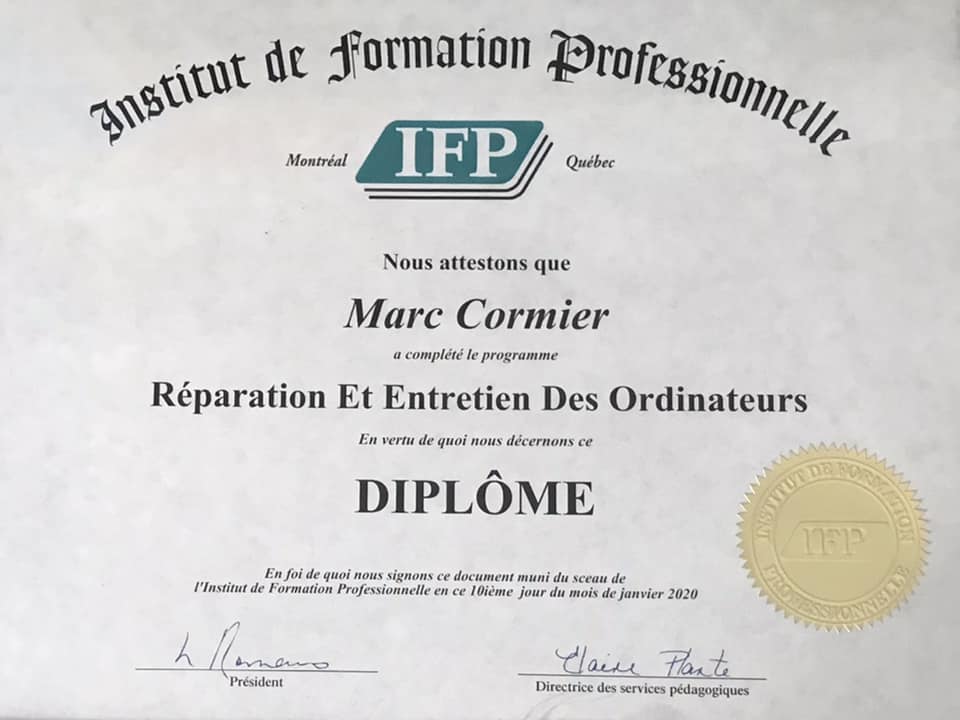 Institut de Formation Professionnelle
Montréal IFP Québec
Nous attestons que
Marc Cormier
a complété le programme
Réparation Et Entretien Des Ordinateurs
En vertu de quoi nous décernons ce
DIPLÔME
En foi de quoi nous signons ce document muni du sceau de
l'Institut de Formation Professionnelle en ce 10ième jour du mois de janvier 2020
INSTITUT DE FORMATION
IFP
PROFESSIONNELLE
Claire Plante
Président
Directrice des services pédagogiques